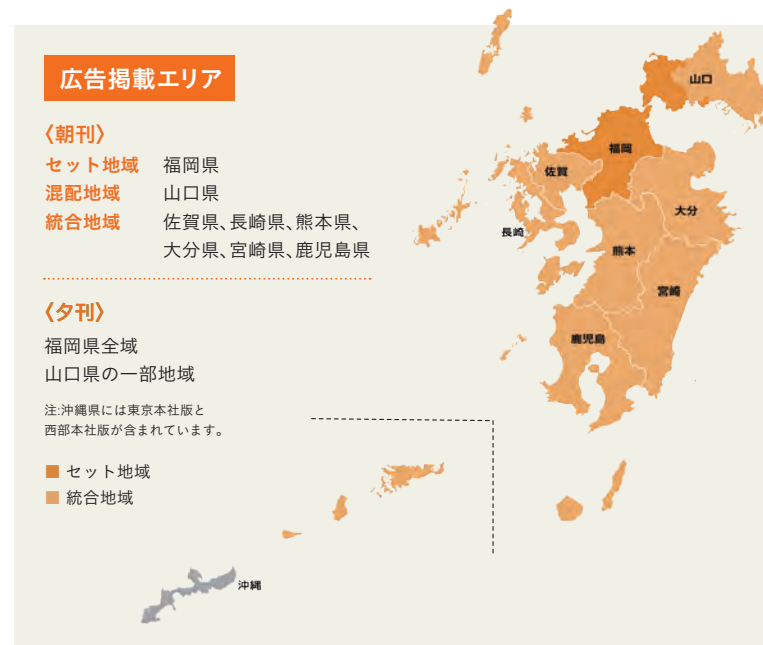 広告掲載エリア
〈朝刊〉
セット地域 福岡県
混配地域 山口県
統合地域 佐賀県、長崎県、熊本県、
大分県、宮崎県、鹿児島県
〈夕刊〉
福岡県全域
山口県の一部地域
注:沖縄県には東京本社版と
西部本社版が含まれています。
■ セット地域
■ 統合地域
山口
福岡
佐賀
大分
長崎
熊本
宮崎
鹿児島
沖縄